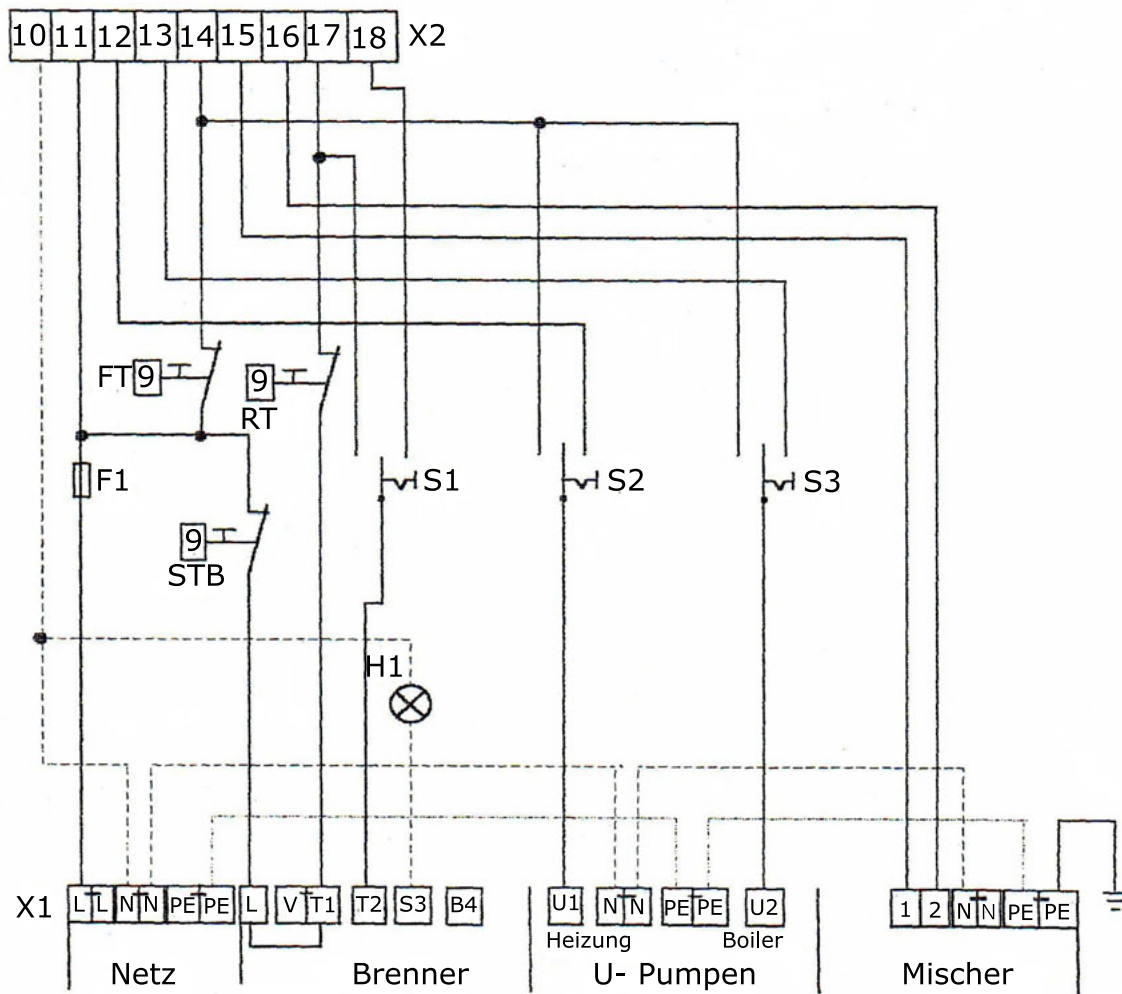 10 11 12 13 14 15 16 17 18 X2
FT 9
9
RT
F1
S1
S2
S3
9
STB
H1
X1 L L N N PE PE L V T1 T2 S3 B4 U1 N N PE PE U2 1 2 N N PE PE
Heizung Boiler
Netz Brenner U- Pumpen Mischer